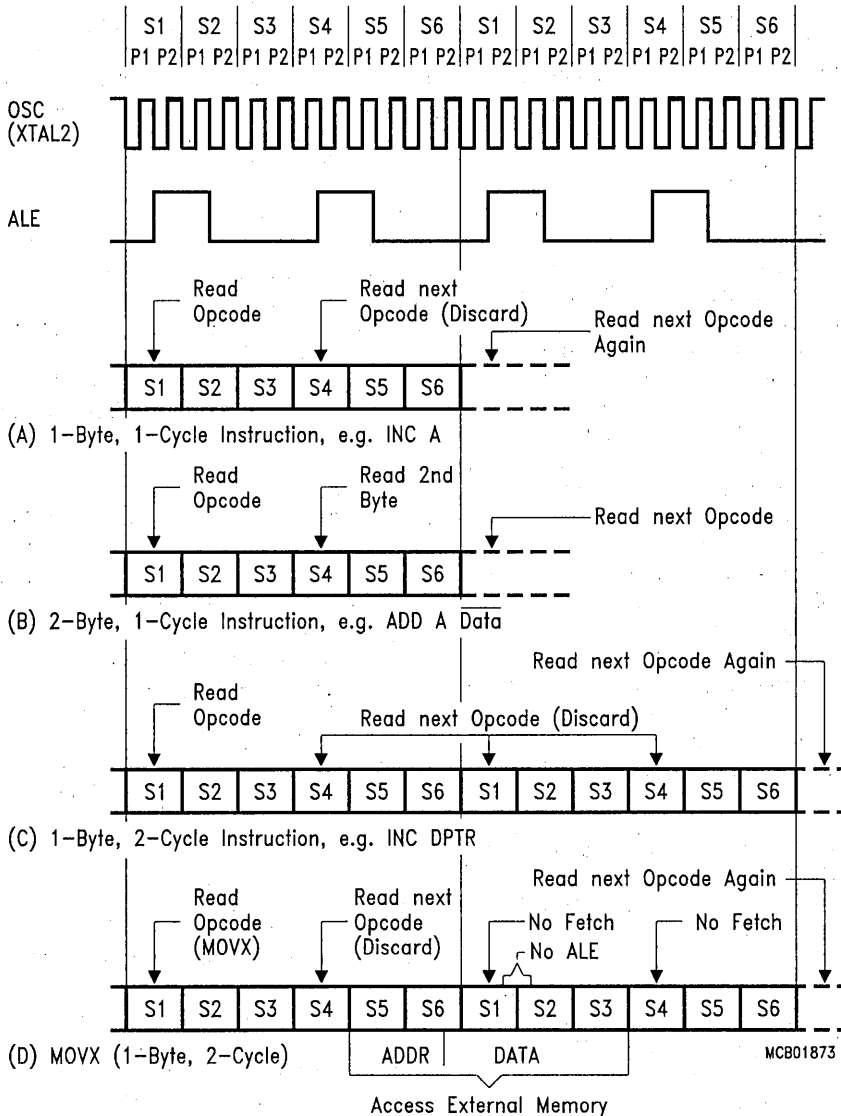 S1 S2 S3 S4 S5 S6 S1 S2 S3 S4 S5 S6
P1 P2 P1 P2 P1 P2 P1 P2 P1 P2 P1 P2 P1 P2 P1 P2 P1 P2 P1 P2 P1 P2 P1 P2
OSC
(XTAL2)
ALE
Read
Opcode
Read next
Opcode (Discard)
Read next Opcode
Again
S1 S2 S3 S4 S5 S6
(A) 1-Byte, 1-Cycle Instruction, e.g. INC A
Read
Opcode
Read 2nd
Byte
Read next Opcode
S1 S2 S3 S4 S5 S6
(B) 2-Byte, 1-Cycle Instruction, e.g. ADD A Data
Read next Opcode Again
Read
Opcode
Read next Opcode (Discard)
S1 S2 S3 S4 S5 S6 S1 S2 S3 S4 S5 S6
(C) 1-Byte, 2-Cycle Instruction, e.g. INC DPTR
Read next Opcode Again
Read
Opcode
(MOVX)
Read next
Opcode
(Discard)
No Fetch
No ALE
No Fetch
S1 S2 S3 S4 S5 S6 S1 S2 S3 S4 S5 S6
(D) MOVX (1-Byte, 2-Cycle)
ADDR DATA
MCB01873
Access External Memory